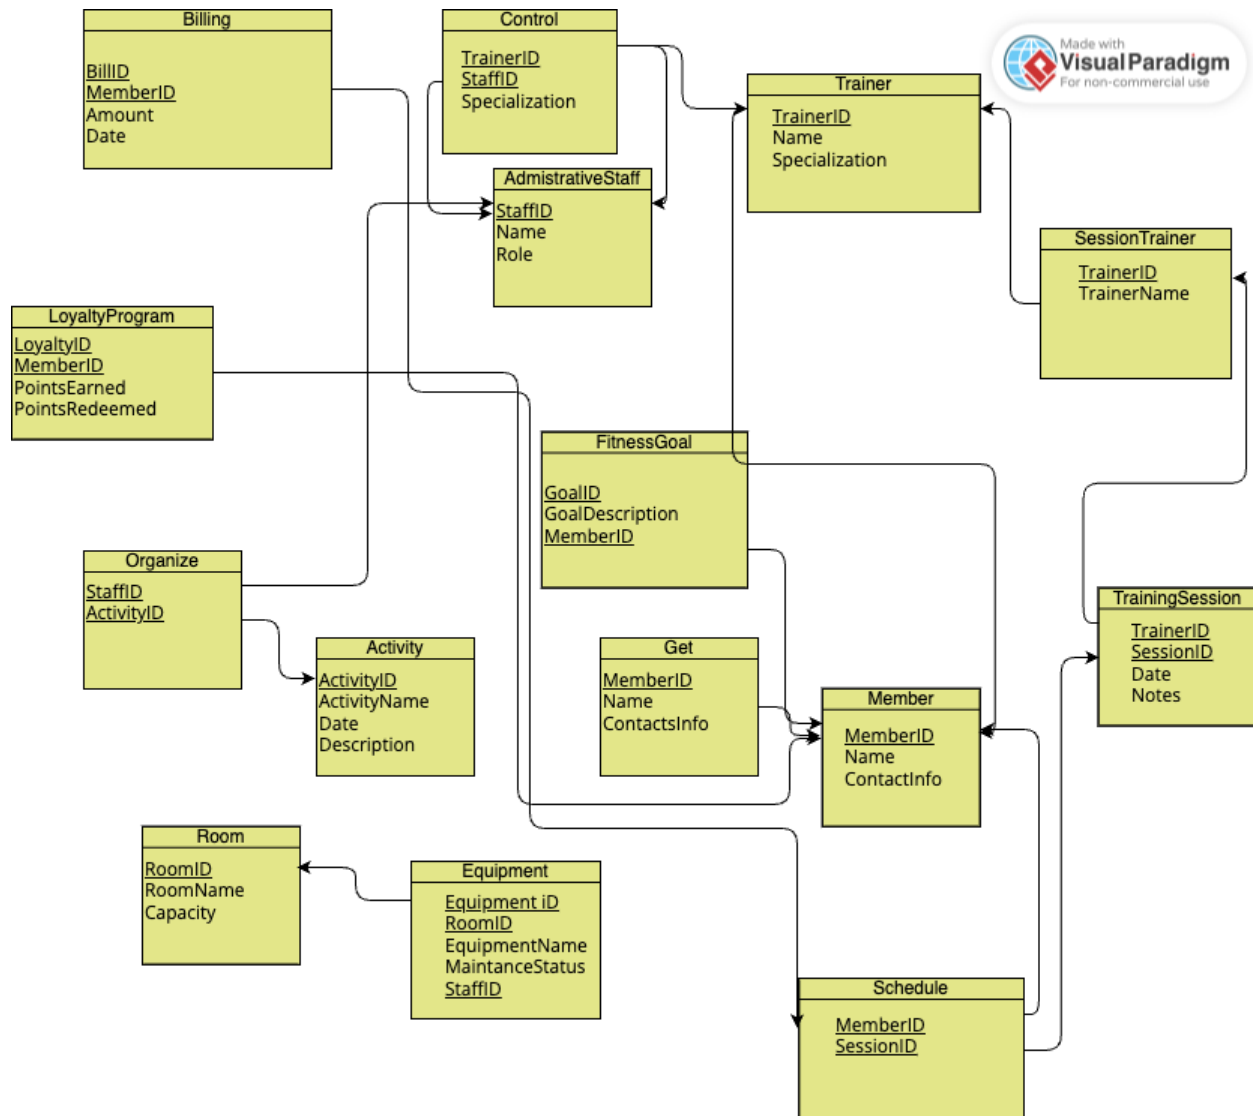 Billing
BillID
MemberID
Amount
Date
Control
TrainerID
StaffID
Specialization
Made with
Visual Paradigm
For non-commercial use
Trainer
TrainerID
Name
Specialization
AdmistrativeStaff
StaffID
Name
Role
SessionTrainer
TrainerID
TrainerName
LoyaltyProgram
LoyaltyID
MemberID
PointsEarned
PointsRedeemed
FitnessGoal
GoalID
GoalDescription
MemberID
Organize
StaffID
ActivityID
TrainingSession
TrainerID
SessionID
Date
Notes
Activity
ActivityID
ActivityName
Date
Description
Get
MemberID
Name
ContactsInfo
Member
MemberID
Name
ContactInfo
Room
RoomID
RoomName
Capacity
Equipment
Equipment iD
RoomID
EquipmentName
MaintanceStatus
StaffID
Schedule
MemberID
SessionID